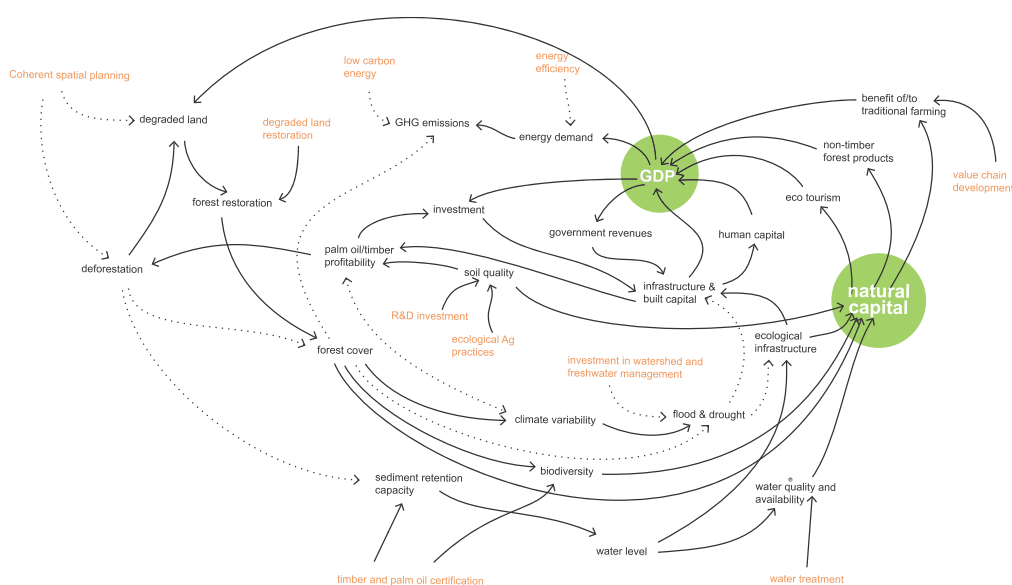 low carbon
energy
energy
efficiency
Coherent spatial planning
degraded land
degraded land
restoration
GHG emissions
energy demand
benefit of/to
traditional farming
non-timber
forest products
value chain
development
GDP
eco tourism
forest restoration
investment
government revenues
human capital
palm oil/timber
profitability
deforestation
soil quality
infrastructure &
built capital
natural
capital
R&D investment
ecological Ag
practices
forest cover
ecological
infrastructure
investment in watershed and
freshwater management
climate variability
flood & drought
sediment retention
capacity
biodiversity
water quality and
availability
water level
timber and palm oil certification
water treatment